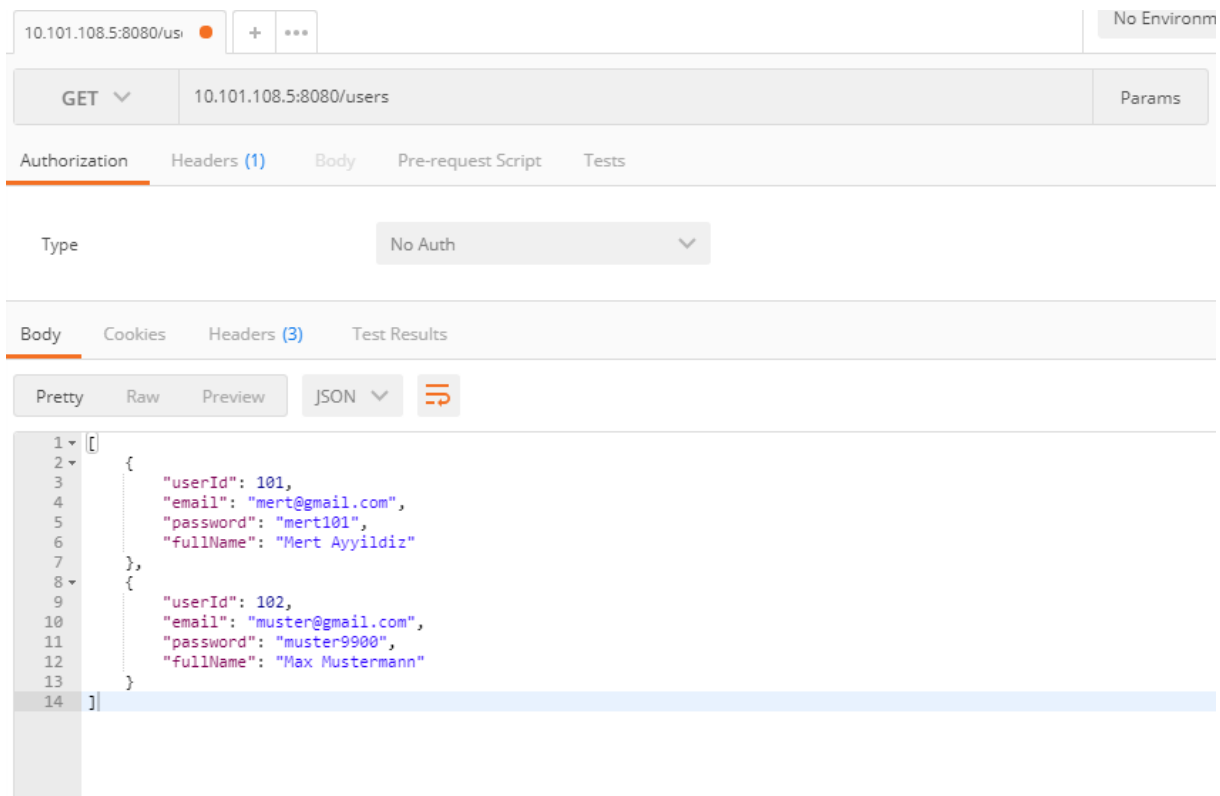 10.101.108.5:8080/us + ••• No Environm
GET 10.101.108.5:8080/users Params
Authorization Headers (1) Body Pre-request Script Tests
Type No Auth
Body Cookies Headers (3) Test Results
Pretty Raw Preview JSON
1 [
2 {
3 "userId": 101,
4 "email": "mert@gmail.com",
5 "password": "mert101",
6 "fullName": "Mert Ayyildiz"
7 },
8 {
9 "userId": 102,
10 "email": "muster@gmail.com",
11 "password": "muster9900",
12 "fullName": "Max Mustermann"
13 }
14 ]